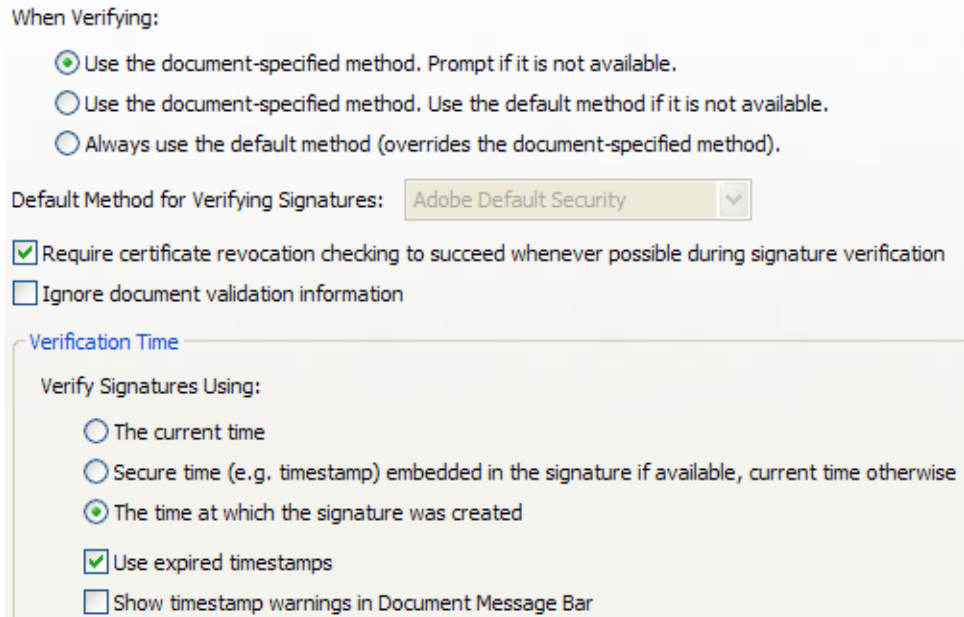 When Verifying:
Use the document-specified method. Prompt if it is not available.
Use the document-specified method. Use the default method if it is not available.
Always use the default method (overrides the document-specified method).
Default Method for Verifying Signatures: Adobe Default Security
Require certificate revocation checking to succeed whenever possible during signature verification
Ignore document validation information
Verification Time
Verify Signatures Using:
The current time
Secure time (e.g. timestamp) embedded in the signature if available, current time otherwise
The time at which the signature was created
Use expired timestamps
Show timestamp warnings in Document Message Bar